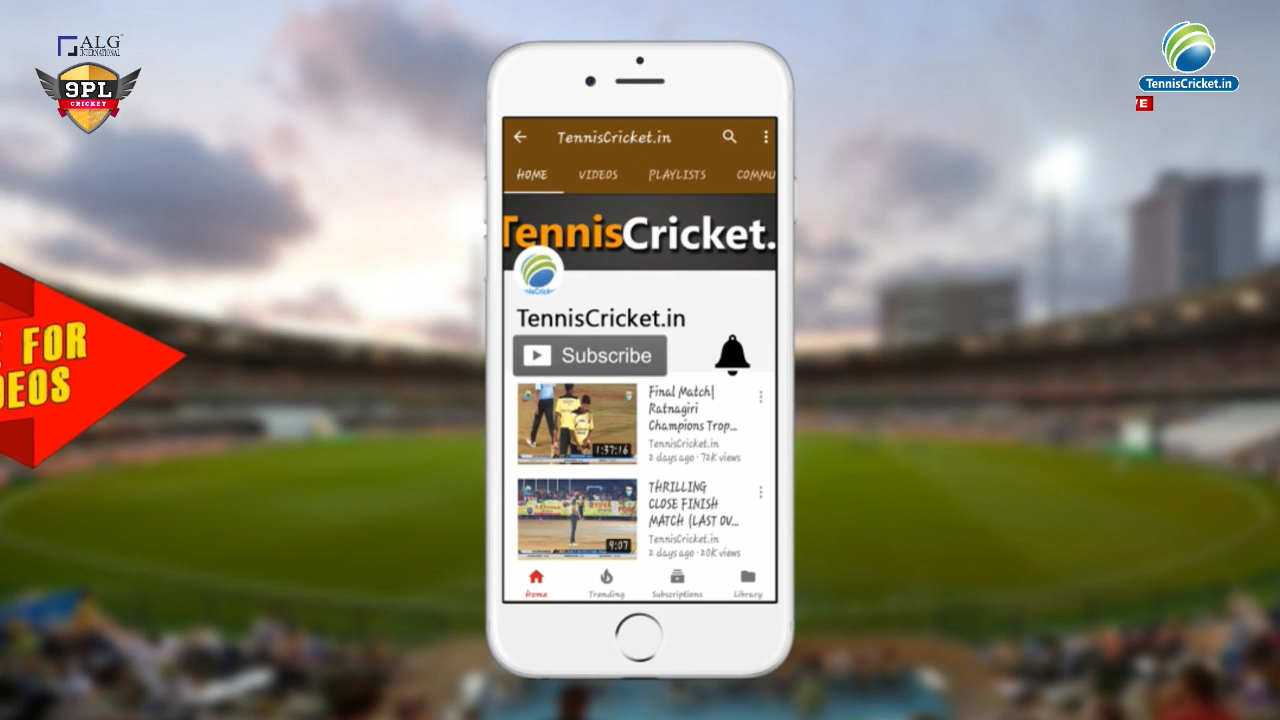 ALG
INTERNATIONAL
9PL
CRICKET
TennisCricket.in
VE
TennisCricket.in
HOME VIDEOS PLAYLISTS COMMU
TennisCricket.
TennisCricket.in
Subscribe
FOR
DEOS
Final Match|
Ratnagiri
Champions Trop...
TennisCricket.in
2 days ago · 72K views
1:37:16
THRILLING
CLOSE FINISH
MATCH (LAST OV...
TennisCricket.in
2 days ago · 20K views
9:07
Home Trending Subscriptions Library